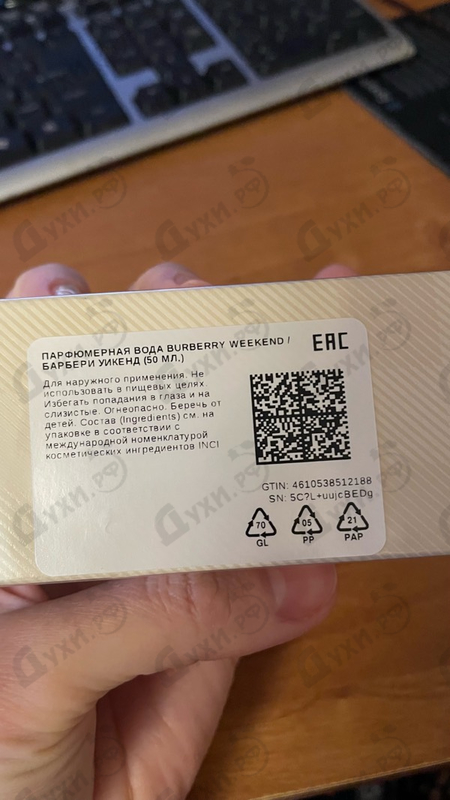 ПАРФЮМЕРНАЯ ВОДА BURBERRY WEEKEND /
БАРБЕРИ УИКЕНД (50 МЛ.)
EAC
Для наружного применения. Не
использовать в пищевых целях.
Избегать попадания в глаза и на
слизистые. Огнеопасно. Беречь от
детей. Состав (Ingredients) см. на
упаковке в соответствии с
международной номенклатурой
косметических ингредиентов INCI
GTIN: 4610538512188
SN: 5C?L+uujcBEDg
70 05 21
GL PP PAP
Духи.рф